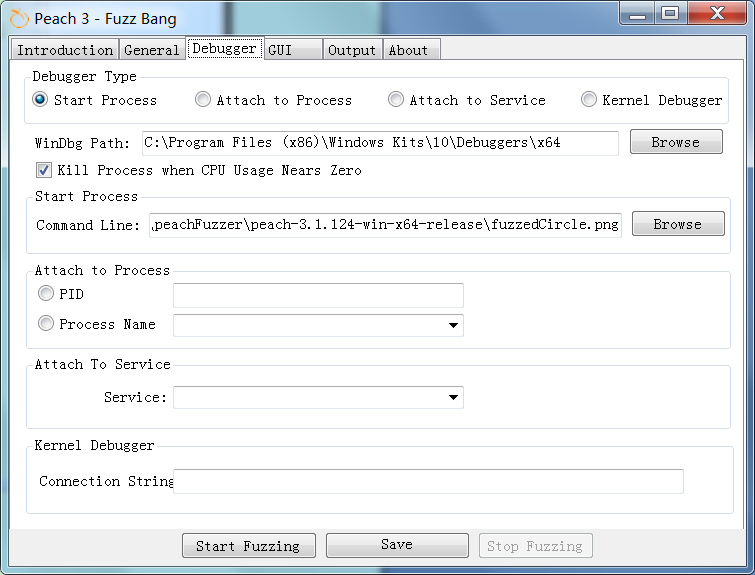 Peach 3 - Fuzz Bang
Introduction General Debugger GUI Output About
Debugger Type
Start Process Attach to Process Attach to Service Kernel Debugger
WinDbg Path: C:\Program Files (x86)\Windows Kits\10\Debuggers\x64 Browse
Kill Process when CPU Usage Nears Zero
Start Process
Command Line: peachFuzzer\peach-3.1.124-win-x64-release\fuzzedCircle.png Browse
Attach to Process
PID
Process Name
Attach To Service
Service:
Kernel Debugger
Connection String
Start Fuzzing Save Stop Fuzzing